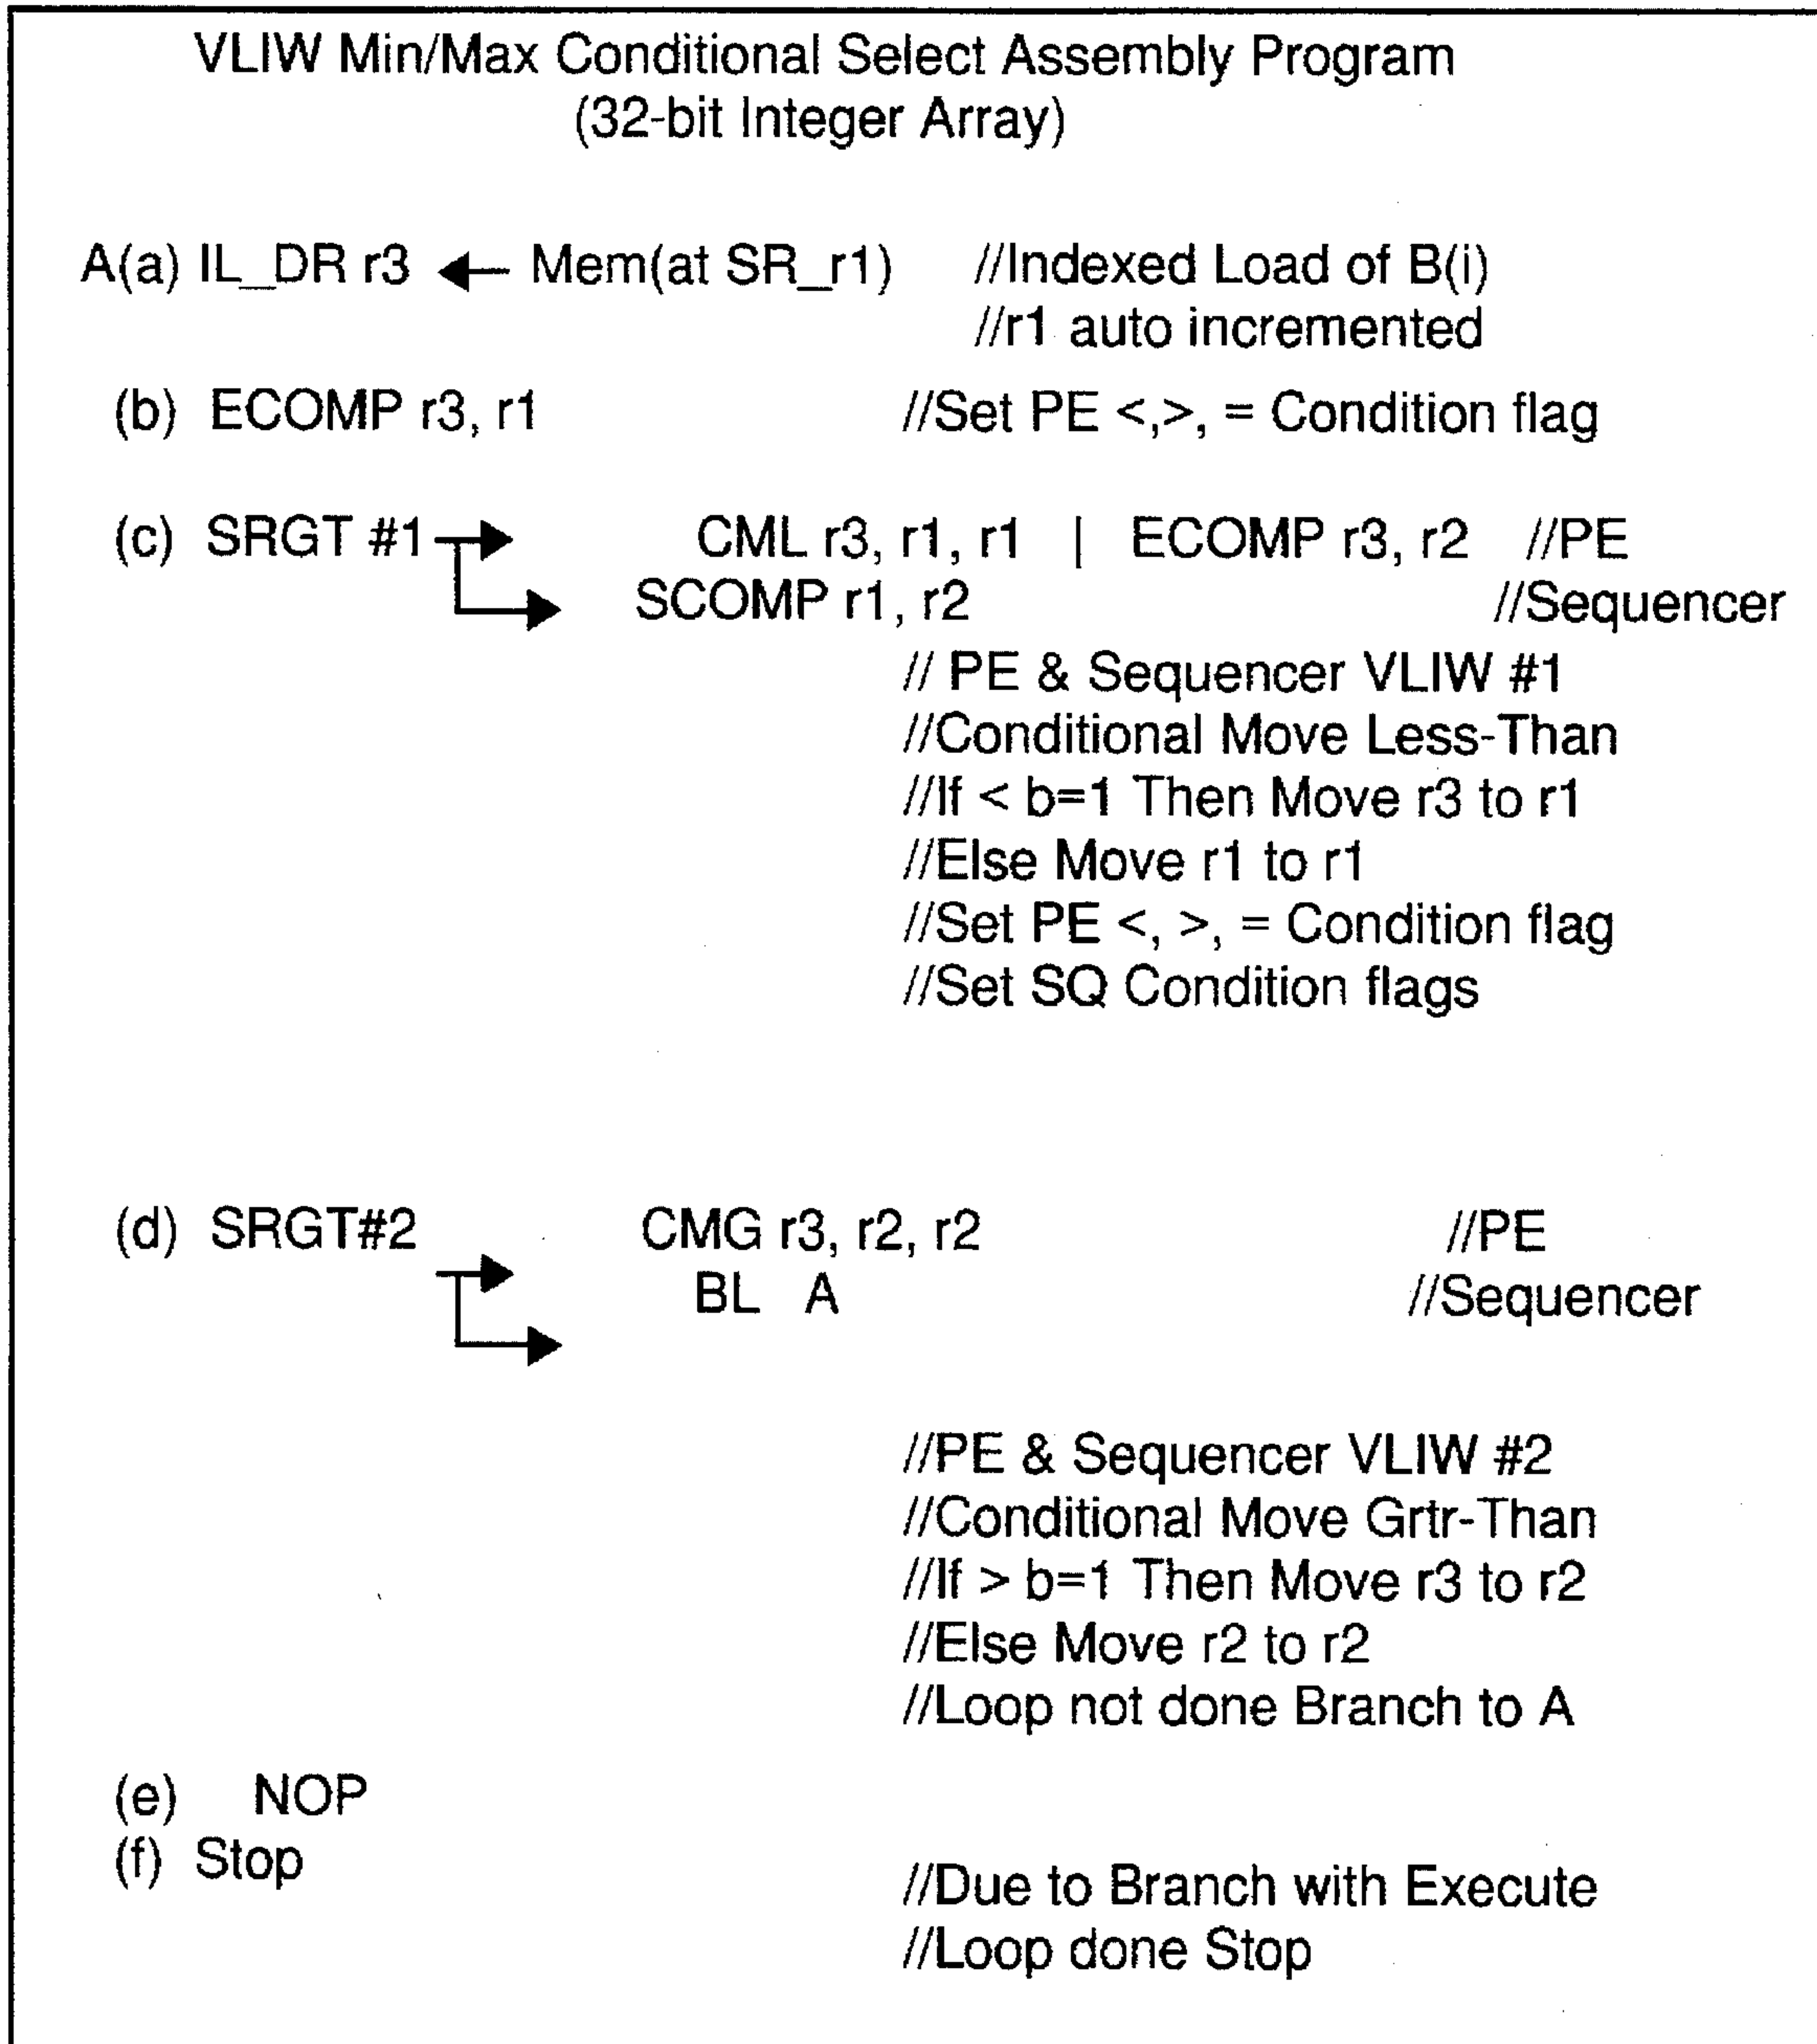 VLIW Min/Max Conditional Select Assembly Program
(32-bit Integer Array)
A(a) IL_DR r3 ← Mem(at SR_r1) //Indexed Load of B(i)
//r1 auto incremented
(b) ECOMP r3, r1 //Set PE <,>, = Condition flag
(c) SRGT #1 CML r3, r1, r1 | ECOMP r3, r2 //PE
SCOMP r1, r2 //Sequencer
// PE & Sequencer VLIW #1
//Conditional Move Less-Than
//If < b=1 Then Move r3 to r1
//Else Move r1 to r1
//Set PE <, >, = Condition flag
//Set SQ Condition flags
(d) SRGT#2 CMG r3, r2, r2 //PE
BL A //Sequencer
//PE & Sequencer VLIW #2
//Conditional Move Grtr-Than
//If > b=1 Then Move r3 to r2
//Else Move r2 to r2
//Loop not done Branch to A
(e) NOP
(f) Stop
//Due to Branch with Execute
//Loop done Stop